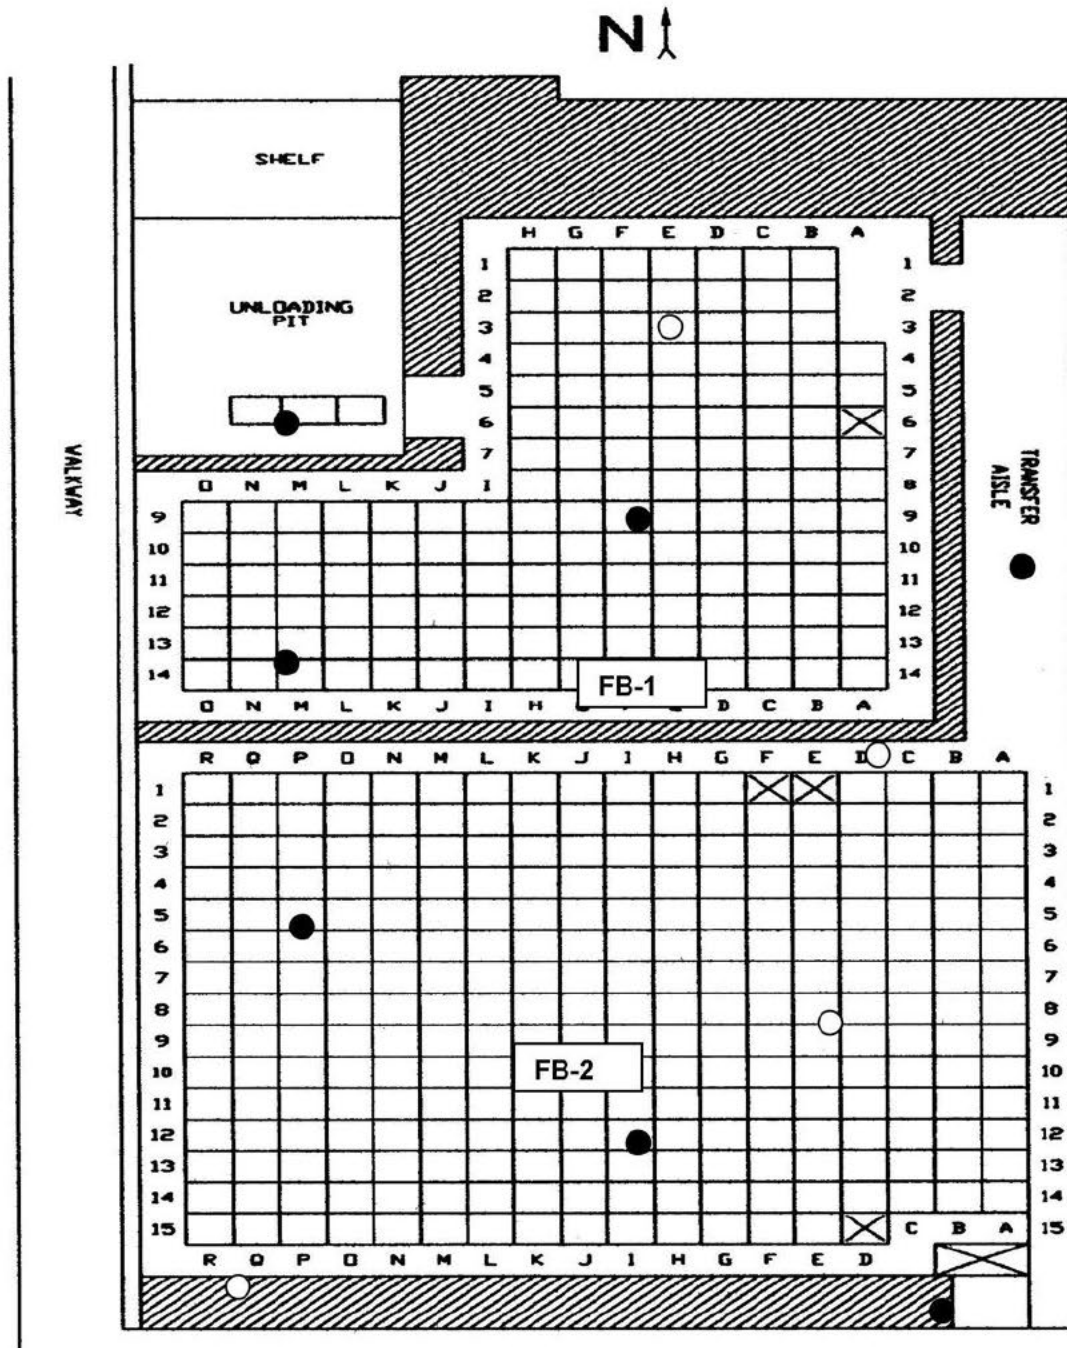 N
SHELF
H G F E D C B A
1 1
2 2
UNLOADING
PIT
3 3
4 4
5 5
6 6
7 7
WALKWAY
TRANSFER
AISLE
O N M L K J I
8 8
9 9
10 10
11 11
12 12
13 13
14 14
FB-1
O N M L K J I H D C B A
R Q P O N M L K J I H G F E D C B A
1 1
2 2
3 3
4 4
5 5
6 6
7 7
8 8
9 9
10 10
FB-2
11 11
12 12
13 13
14 14
15 C B A 15
R Q P O N M L K J I H G F E D